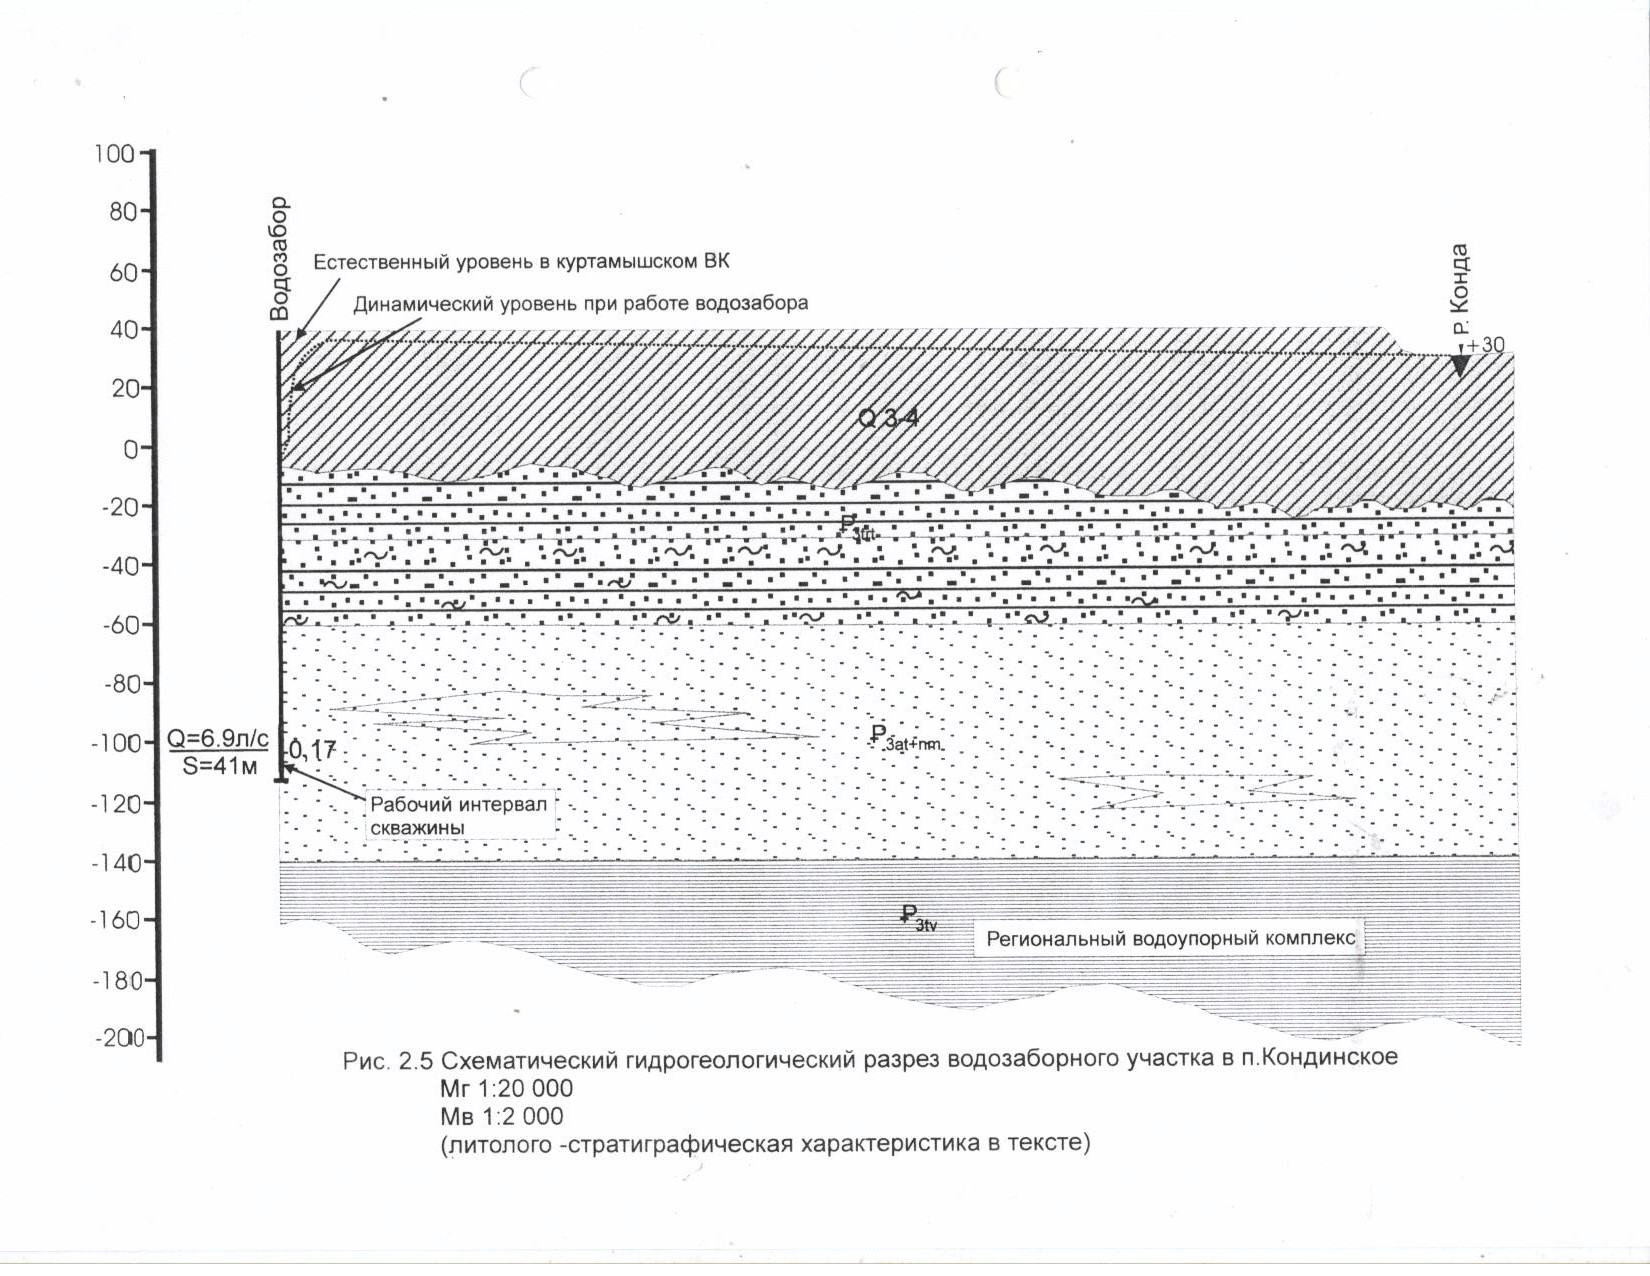 100
80
60
40
20
0
-20
-40
-60
-80
-100
-120
-140
-160
-180
-200
Водозабор
Естественный уровень в куртамышском ВК
Динамический уровень при работе водозабора
р. Конда
+30
Q 3-4
Р3trt
Р3at+nm
Q=6.9л/с
S=41м
0,17
Рабочий интервал
скважины
Р3tv
Региональный водоупорный комплекс
Рис. 2.5 Схематический гидрогеологический разрез водозаборного участка в п.Кондинское
Мг 1:20 000
Мв 1:2 000
(литолого -стратиграфическая характеристика в тексте)